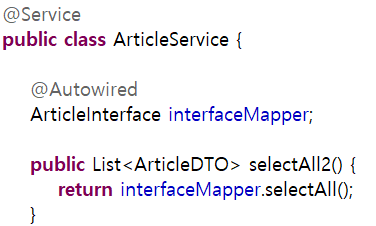 @Service
public class ArticleService {
@Autowired
ArticleInterface interfaceMapper;
public List<ArticleDTO> selectAll2() {
return interfaceMapper.selectAll();
}